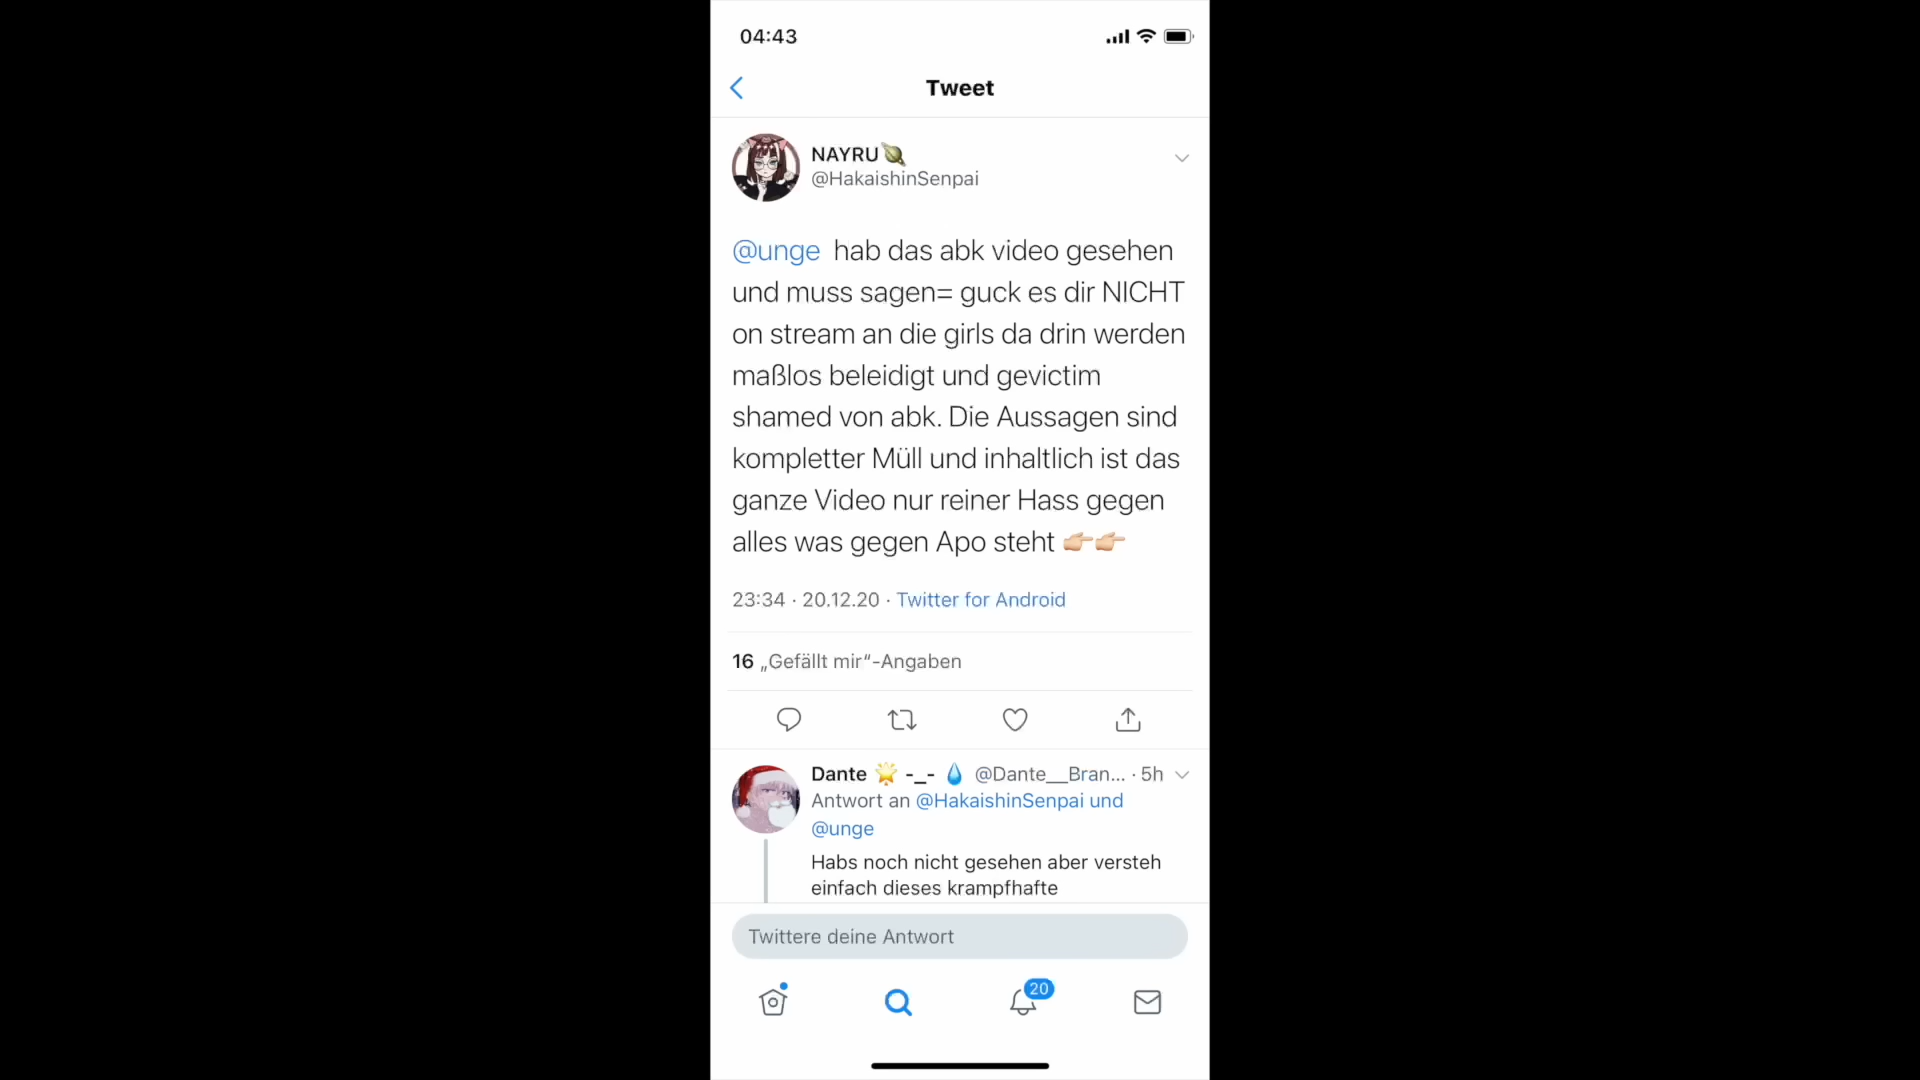 04:43
Tweet
NAYRU
@HakaishinSenpai
@unge hab das abk video gesehen
und muss sagen= guck es dir NICHT
on stream an die girls da drin werden
maßlos beleidigt und gevictim
shamed von abk. Die Aussagen sind
kompletter Müll und inhaltlich ist das
ganze Video nur reiner Hass gegen
alles was gegen Apo steht 👉🏻👉🏻
23:34 · 20.12.20 · Twitter for Android
16 „Gefällt mir“-Angaben
Dante 🌟 -_- 💧 @Dante__Bran... · 5h
Antwort an @HakaishinSenpai und
@unge
Habs noch nicht gesehen aber versteh
einfach dieses krampfhafte
Twittere deine Antwort
20